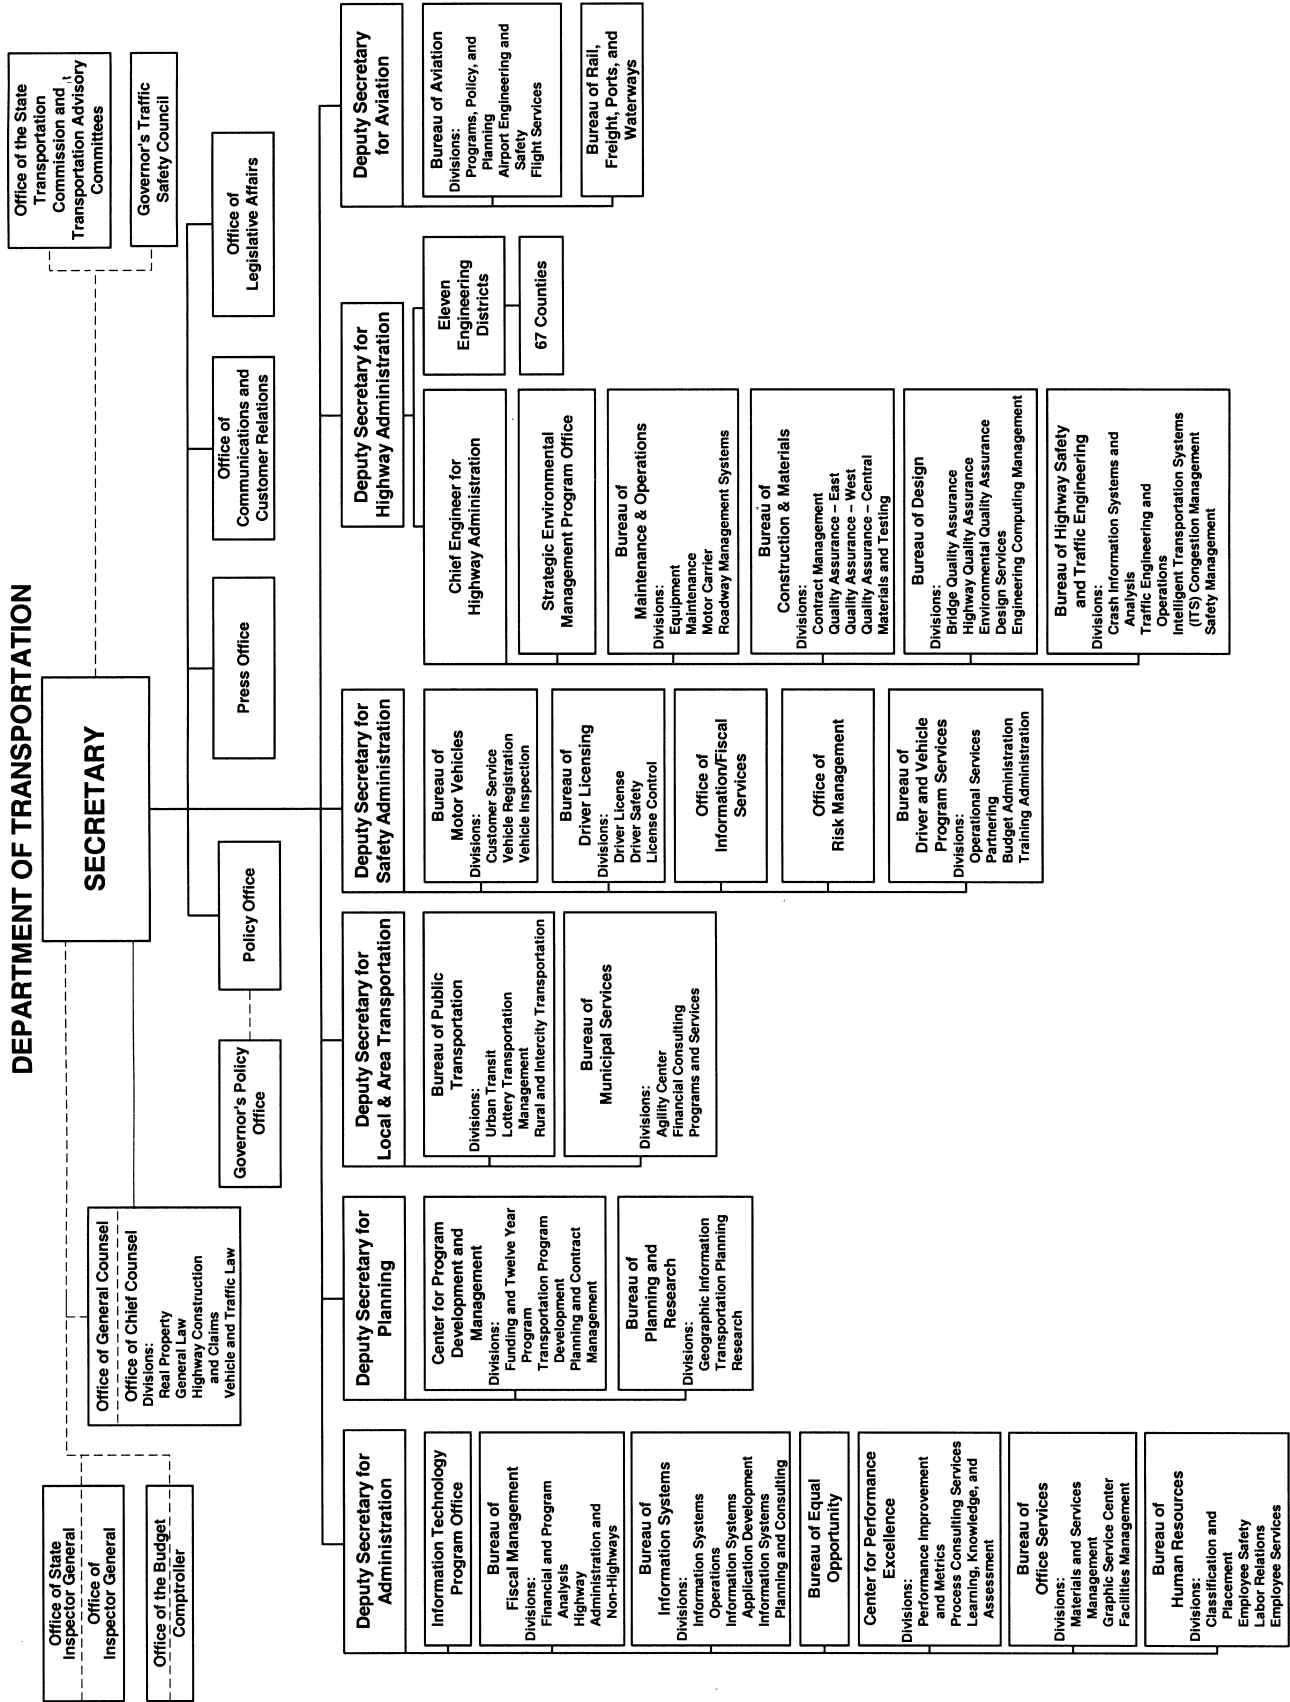 DEPARTMENT OF TRANSPORTATION
SECRETARY
Office of the State
Transportation
Commission and
Transportation Advisory
Committees
Governor's Traffic
Safety Council
Office of State
Inspector General
Office of
Inspector General
Office of the Budget
Comptroller
Office of General Counsel
Office of Chief Counsel
Divisions:
Real Property
General Law
Highway Construction
and Claims
Vehicle and Traffic Law
Governor's Policy
Office
Policy Office
Press Office
Office of
Communications and
Customer Relations
Office of
Legislative Affairs
Deputy Secretary for
Administration
Information Technology
Program Office
Bureau of
Fiscal Management
Divisions:
Financial and Program
Analysis
Highway
Administration and
Non-Highways
Bureau of
Information Systems
Divisions:
Information Systems
Operations
Information Systems
Application Development
Information Systems
Planning and Consulting
Bureau of Equal
Opportunity
Center for Performance
Excellence
Divisions:
Performance Improvement
and Metrics
Process Consulting Services
Learning, Knowledge, and
Assessment
Bureau of
Office Services
Divisions:
Materials and Services
Management
Graphic Service Center
Facilities Management
Bureau of
Human Resources
Divisions:
Classification and
Placement
Employee Safety
Labor Relations
Employee Services
Deputy Secretary for
Planning
Center for Program
Development and
Management
Divisions:
Funding and Twelve Year
Program
Transportation Program
Development
Planning and Contract
Management
Bureau of
Planning and
Research
Divisions:
Geographic Information
Transportation Planning
Research
Deputy Secretary for
Local & Area Transportation
Bureau of Public
Transportation
Divisions:
Urban Transit
Lottery Transportation
Management
Rural and Intercity Transportation
Bureau of
Municipal Services
Divisions:
Agility Center
Financial Consulting
Programs and Services
Deputy Secretary for
Safety Administration
Bureau of
Motor Vehicles
Divisions:
Customer Service
Vehicle Registration
Vehicle Inspection
Bureau of
Driver Licensing
Divisions:
Driver License
Driver Safety
License Control
Office of
Information/Fiscal
Services
Office of
Risk Management
Bureau of
Driver and Vehicle
Program Services
Divisions:
Operational Services
Partnering
Budget Administration
Training Administration
Deputy Secretary for
Highway Administration
Chief Engineer for
Highway Administration
Strategic Environmental
Management Program Office
Bureau of
Maintenance & Operations
Divisions:
Equipment
Maintenance
Motor Carrier
Roadway Management Systems
Bureau of
Construction & Materials
Divisions:
Contract Management
Quality Assurance – East
Quality Assurance – West
Quality Assurance – Central
Materials and Testing
Bureau of Design
Divisions:
Bridge Quality Assurance
Highway Quality Assurance
Environmental Quality Assurance
Design Services
Engineering Computing Management
Bureau of Highway Safety
and Traffic Engineering
Divisions:
Crash Information Systems and
Analysis
Traffic Engineering and
Operations
Intelligent Transportation Systems
(ITS) Congestion Management
Safety Management
Eleven
Engineering
Districts
67 Counties
Deputy Secretary
for Aviation
Bureau of Aviation
Divisions:
Programs, Policy, and
Planning
Airport Engineering and
Safety
Flight Services
Bureau of Rail,
Freight, Ports, and
Waterways